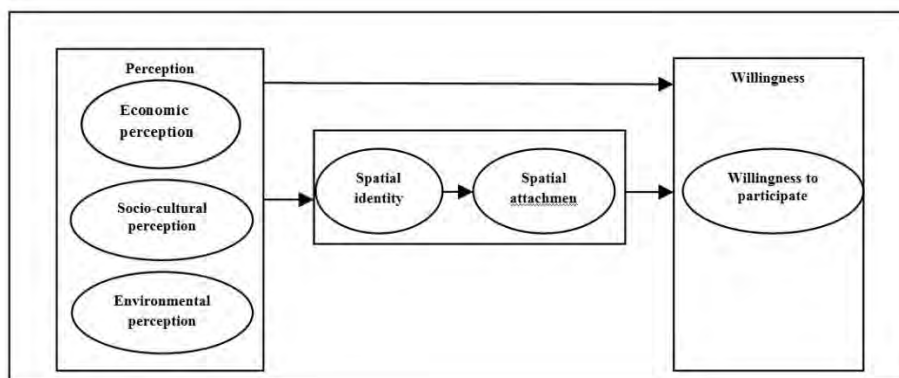 Perception
Economic
perception
Socio-cultural
perception
Environmental
perception
Spatial
identity
Spatial
attachmen
Willingness
Willingness to
participate